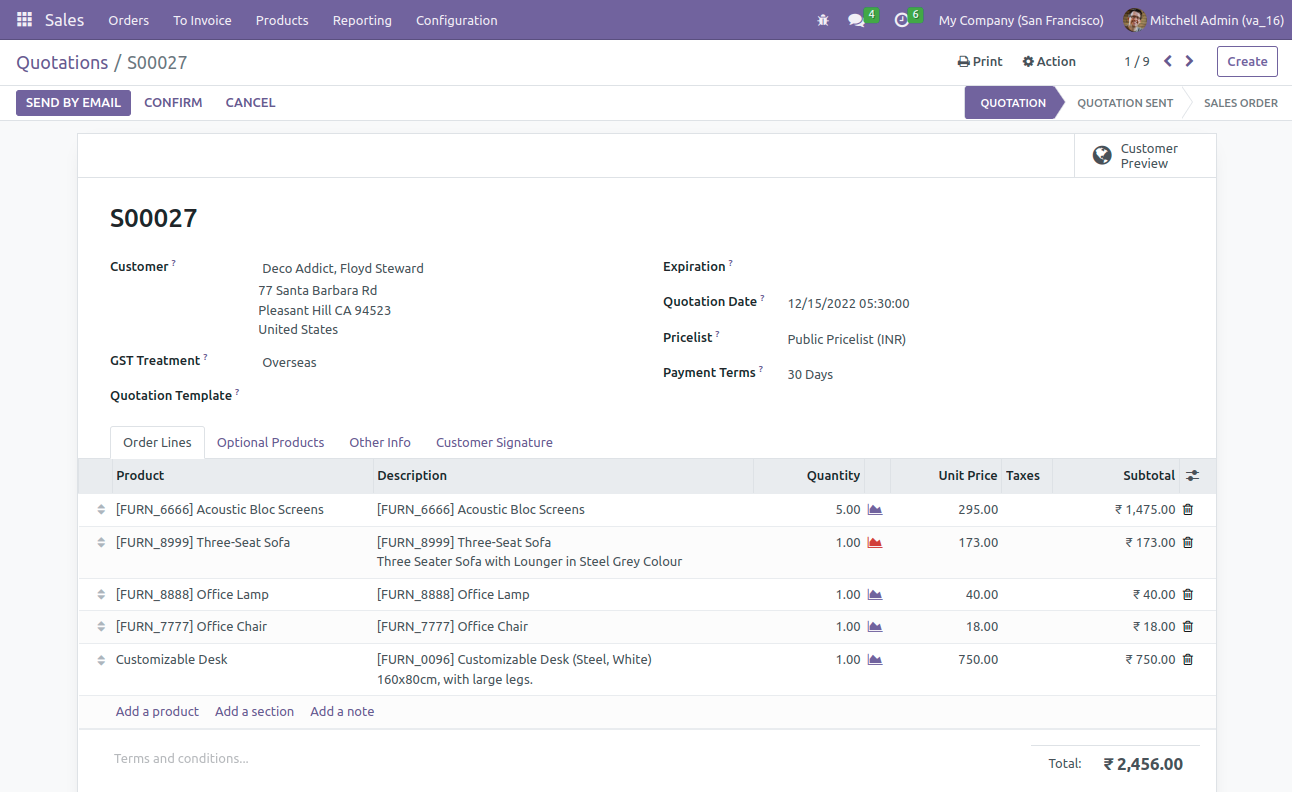 Sales Orders To Invoice Products Reporting Configuration 4 6 My Company (San Francisco) Mitchell Admin (va_16)
Quotations / S00027 Print Action 1 / 9 Create
SEND BY EMAIL CONFIRM CANCEL QUOTATION QUOTATION SENT SALES ORDER
Customer
Preview
S00027
Customer ? Deco Addict, Floyd Steward
77 Santa Barbara Rd
Pleasant Hill CA 94523
United States
GST Treatment ? Overseas
Quotation Template ?
Expiration ?
Quotation Date ? 12/15/2022 05:30:00
Pricelist ? Public Pricelist (INR)
Payment Terms ? 30 Days
Order Lines Optional Products Other Info Customer Signature
Product Description Quantity Unit Price Taxes Subtotal
[FURN_6666] Acoustic Bloc Screens [FURN_6666] Acoustic Bloc Screens 5.00 295.00 ₹ 1,475.00
[FURN_8999] Three-Seat Sofa [FURN_8999] Three-Seat Sofa 1.00 173.00 ₹ 173.00
Three Seater Sofa with Lounger in Steel Grey Colour
[FURN_8888] Office Lamp [FURN_8888] Office Lamp 1.00 40.00 ₹ 40.00
[FURN_7777] Office Chair [FURN_7777] Office Chair 1.00 18.00 ₹ 18.00
Customizable Desk [FURN_0096] Customizable Desk (Steel, White) 1.00 750.00 ₹ 750.00
160x80cm, with large legs.
Add a product Add a section Add a note
Terms and conditions... Total: ₹ 2,456.00